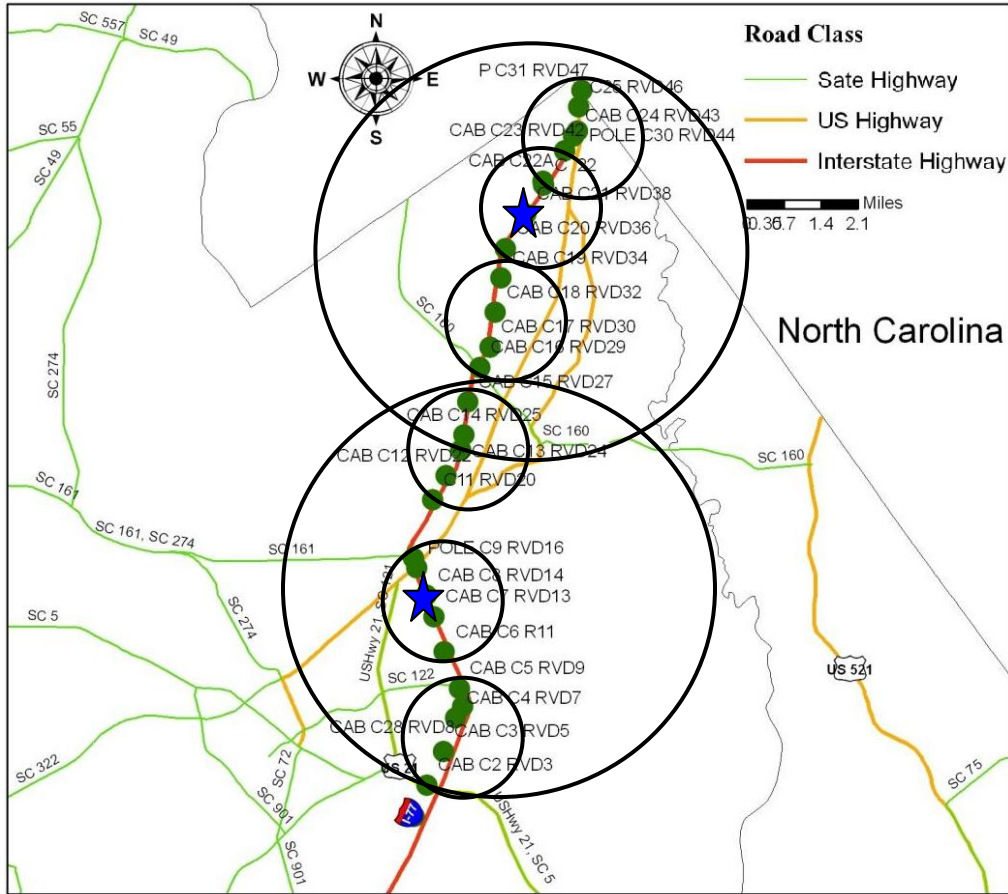 SC 557
SC 49
SC 55
SC 49
N
W
E
S
Road Class
Sate Highway
US Highway
Interstate Highway
Miles
1.4 2.1
North Carolina
P C31 RVD47
C25 RVD46
CAB C24 RVD43
CAB C23 RVD42
POLE C30 RVD44
CAB C22A
CAB C21 RVD38
CAB C20 RVD36
CAB C19 RVD34
CAB C18 RVD32
SC 160
CAB C17 RVD30
CAB C16 RVD29
SC 274
CAB C15 RVD27
CAB C14 RVD25
SC 160
CAB C12 RVD22
CAB C13 RVD24
SC 160
C11 RVD20
SC 161
SC 161, SC 274
SC 161
POLE C9 RVD16
CAB C8 RVD14
CAB C7 RVD13
SC 5
SC 274
USHwy 21, SC 121
CAB C6 R11
CAB C5 RVD9
SC 122
CAB C4 RVD7
US 521
CAB C28 RVD8
CAB C3 RVD5
SC 322
SC 72
US 21
CAB C2 RVD3
SC 75
I-77
SC 901
SC 901
USHwy 21, SC 5